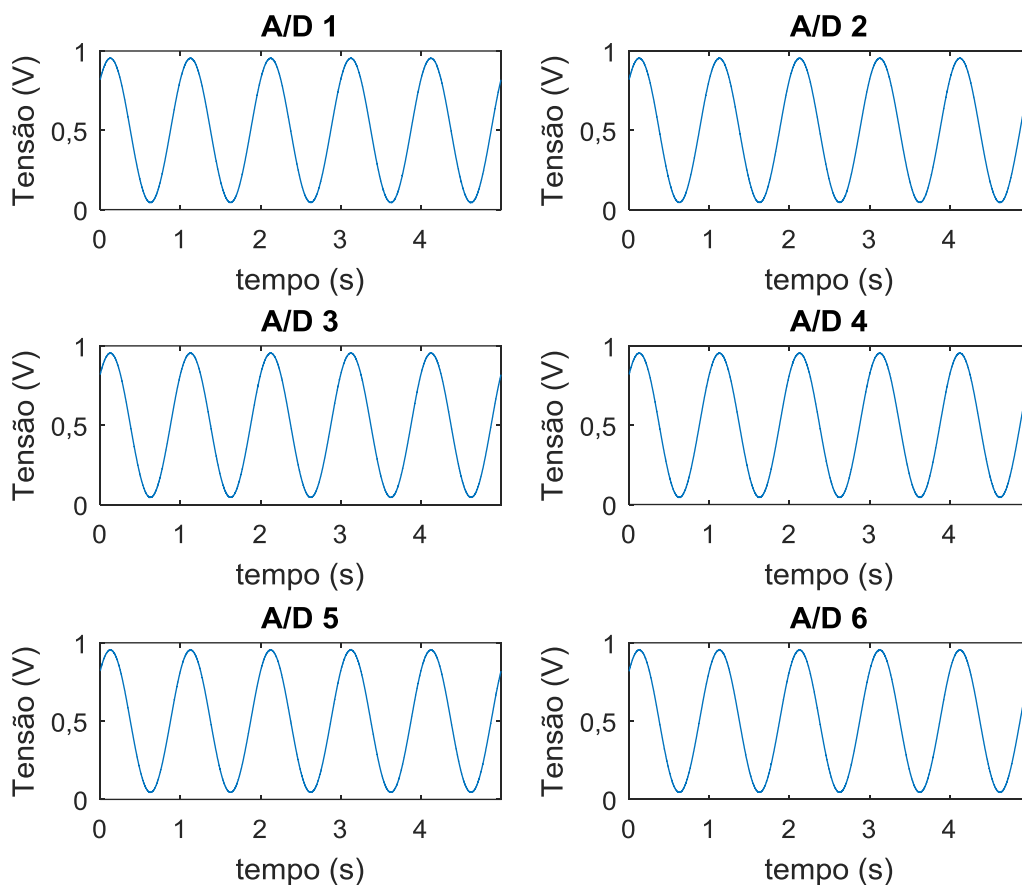 A/D 1
1
0,5
0
Tensão (V)
0 1 2 3 4
tempo (s)
A/D 2
1
0,5
0
Tensão (V)
0 1 2 3 4
tempo (s)
A/D 3
1
0,5
0
Tensão (V)
0 1 2 3 4
tempo (s)
A/D 4
1
0,5
0
Tensão (V)
0 1 2 3 4
tempo (s)
A/D 5
1
0,5
0
Tensão (V)
0 1 2 3 4
tempo (s)
A/D 6
1
0,5
0
Tensão (V)
0 1 2 3 4
tempo (s)